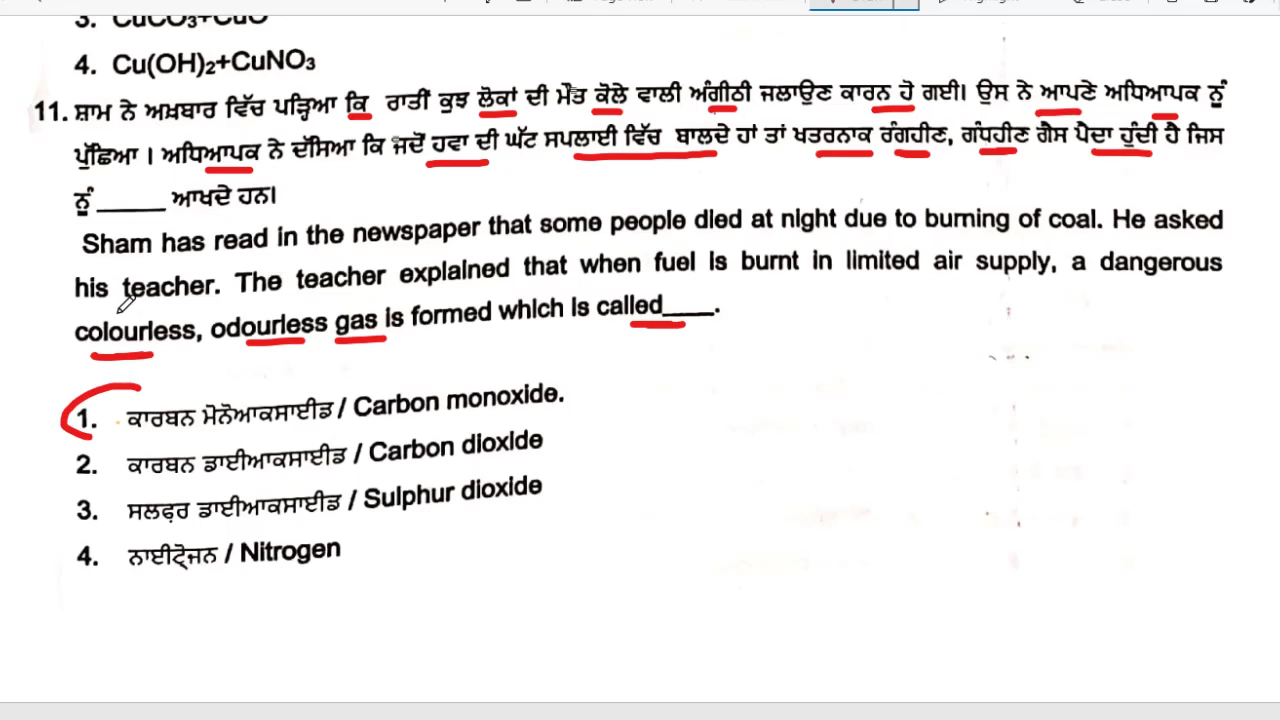 3. CuCO₃+CuO
4. Cu(OH)₂+CuNO₃
11. ਸ਼ਾਮ ਨੇ ਅਖ਼ਬਾਰ ਵਿੱਚ ਪੜ੍ਹਿਆ ਕਿ ਰਾਤੀਂ ਕੁਝ ਲੋਕਾਂ ਦੀ ਮੌਤ ਕੋਲੇ ਵਾਲੀ ਅੰਗੀਠੀ ਜਲਾਉਣ ਕਾਰਨ ਹੋ ਗਈ। ਉਸ ਨੇ ਆਪਣੇ ਅਧਿਆਪਕ ਨੂੰ
ਪੁੱਛਿਆ । ਅਧਿਆਪਕ ਨੇ ਦੱਸਿਆ ਕਿ ਜਦੋਂ ਹਵਾ ਦੀ ਘੱਟ ਸਪਲਾਈ ਵਿੱਚ ਬਾਲਦੇ ਹਾਂ ਤਾਂ ਖਤਰਨਾਕ ਰੰਗਹੀਣ, ਗੰਧਹੀਣ ਗੈਸ ਪੈਦਾ ਹੁੰਦੀ ਹੈ ਜਿਸ
ਨੂੰ _____ ਆਖਦੇ ਹਨ।
Sham has read in the newspaper that some people died at night due to burning of coal. He asked
his teacher. The teacher explained that when fuel is burnt in limited air supply, a dangerous
colourless, odourless gas is formed which is called____.
1. ਕਾਰਬਨ ਮੋਨੋਆਕਸਾਈਡ / Carbon monoxide.
2. ਕਾਰਬਨ ਡਾਈਆਕਸਾਈਡ / Carbon dioxide
3. ਸਲਫ਼ਰ ਡਾਈਆਕਸਾਈਡ / Sulphur dioxide
4. ਨਾਈਟ੍ਰੋਜਨ / Nitrogen